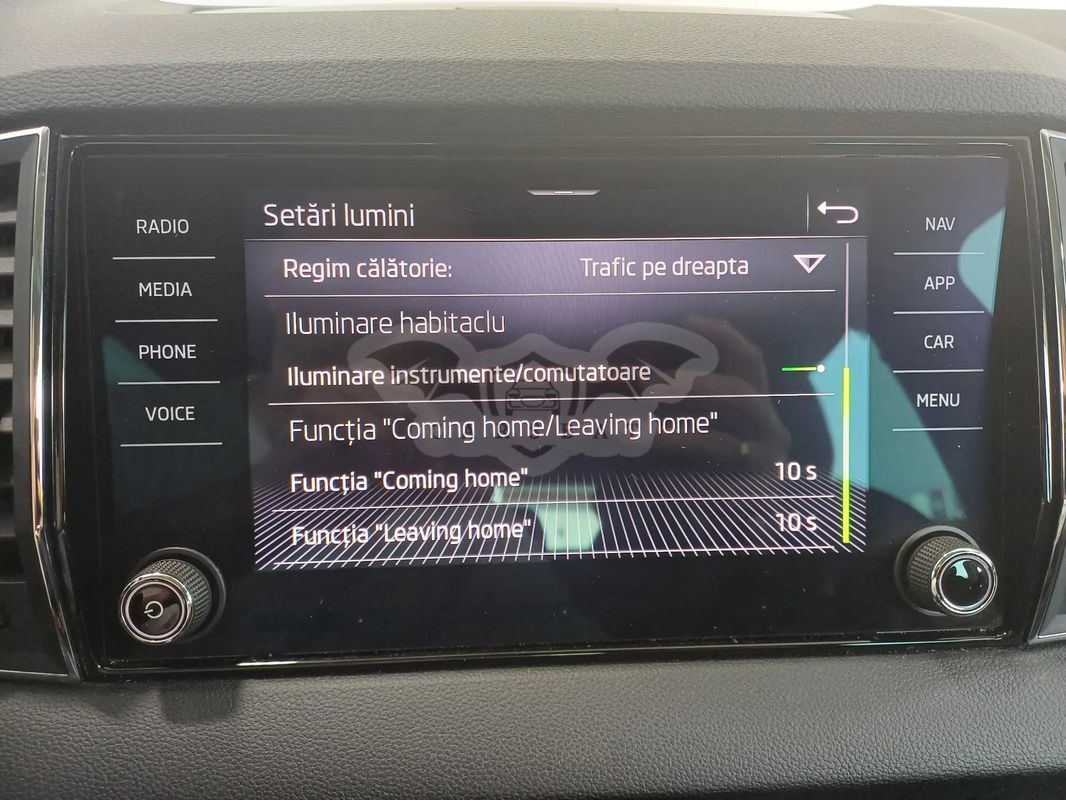 RADIO
MEDIA
PHONE
VOICE
Setări lumini
Regim călătorie: Trafic pe dreapta
Iluminare habitaclu
Iluminare instrumente/comutatoare
Funcția "Coming home/Leaving home"
Funcția "Coming home" 10 s
Funcția "Leaving home" 10 s
NAV
APP
CAR
MENU